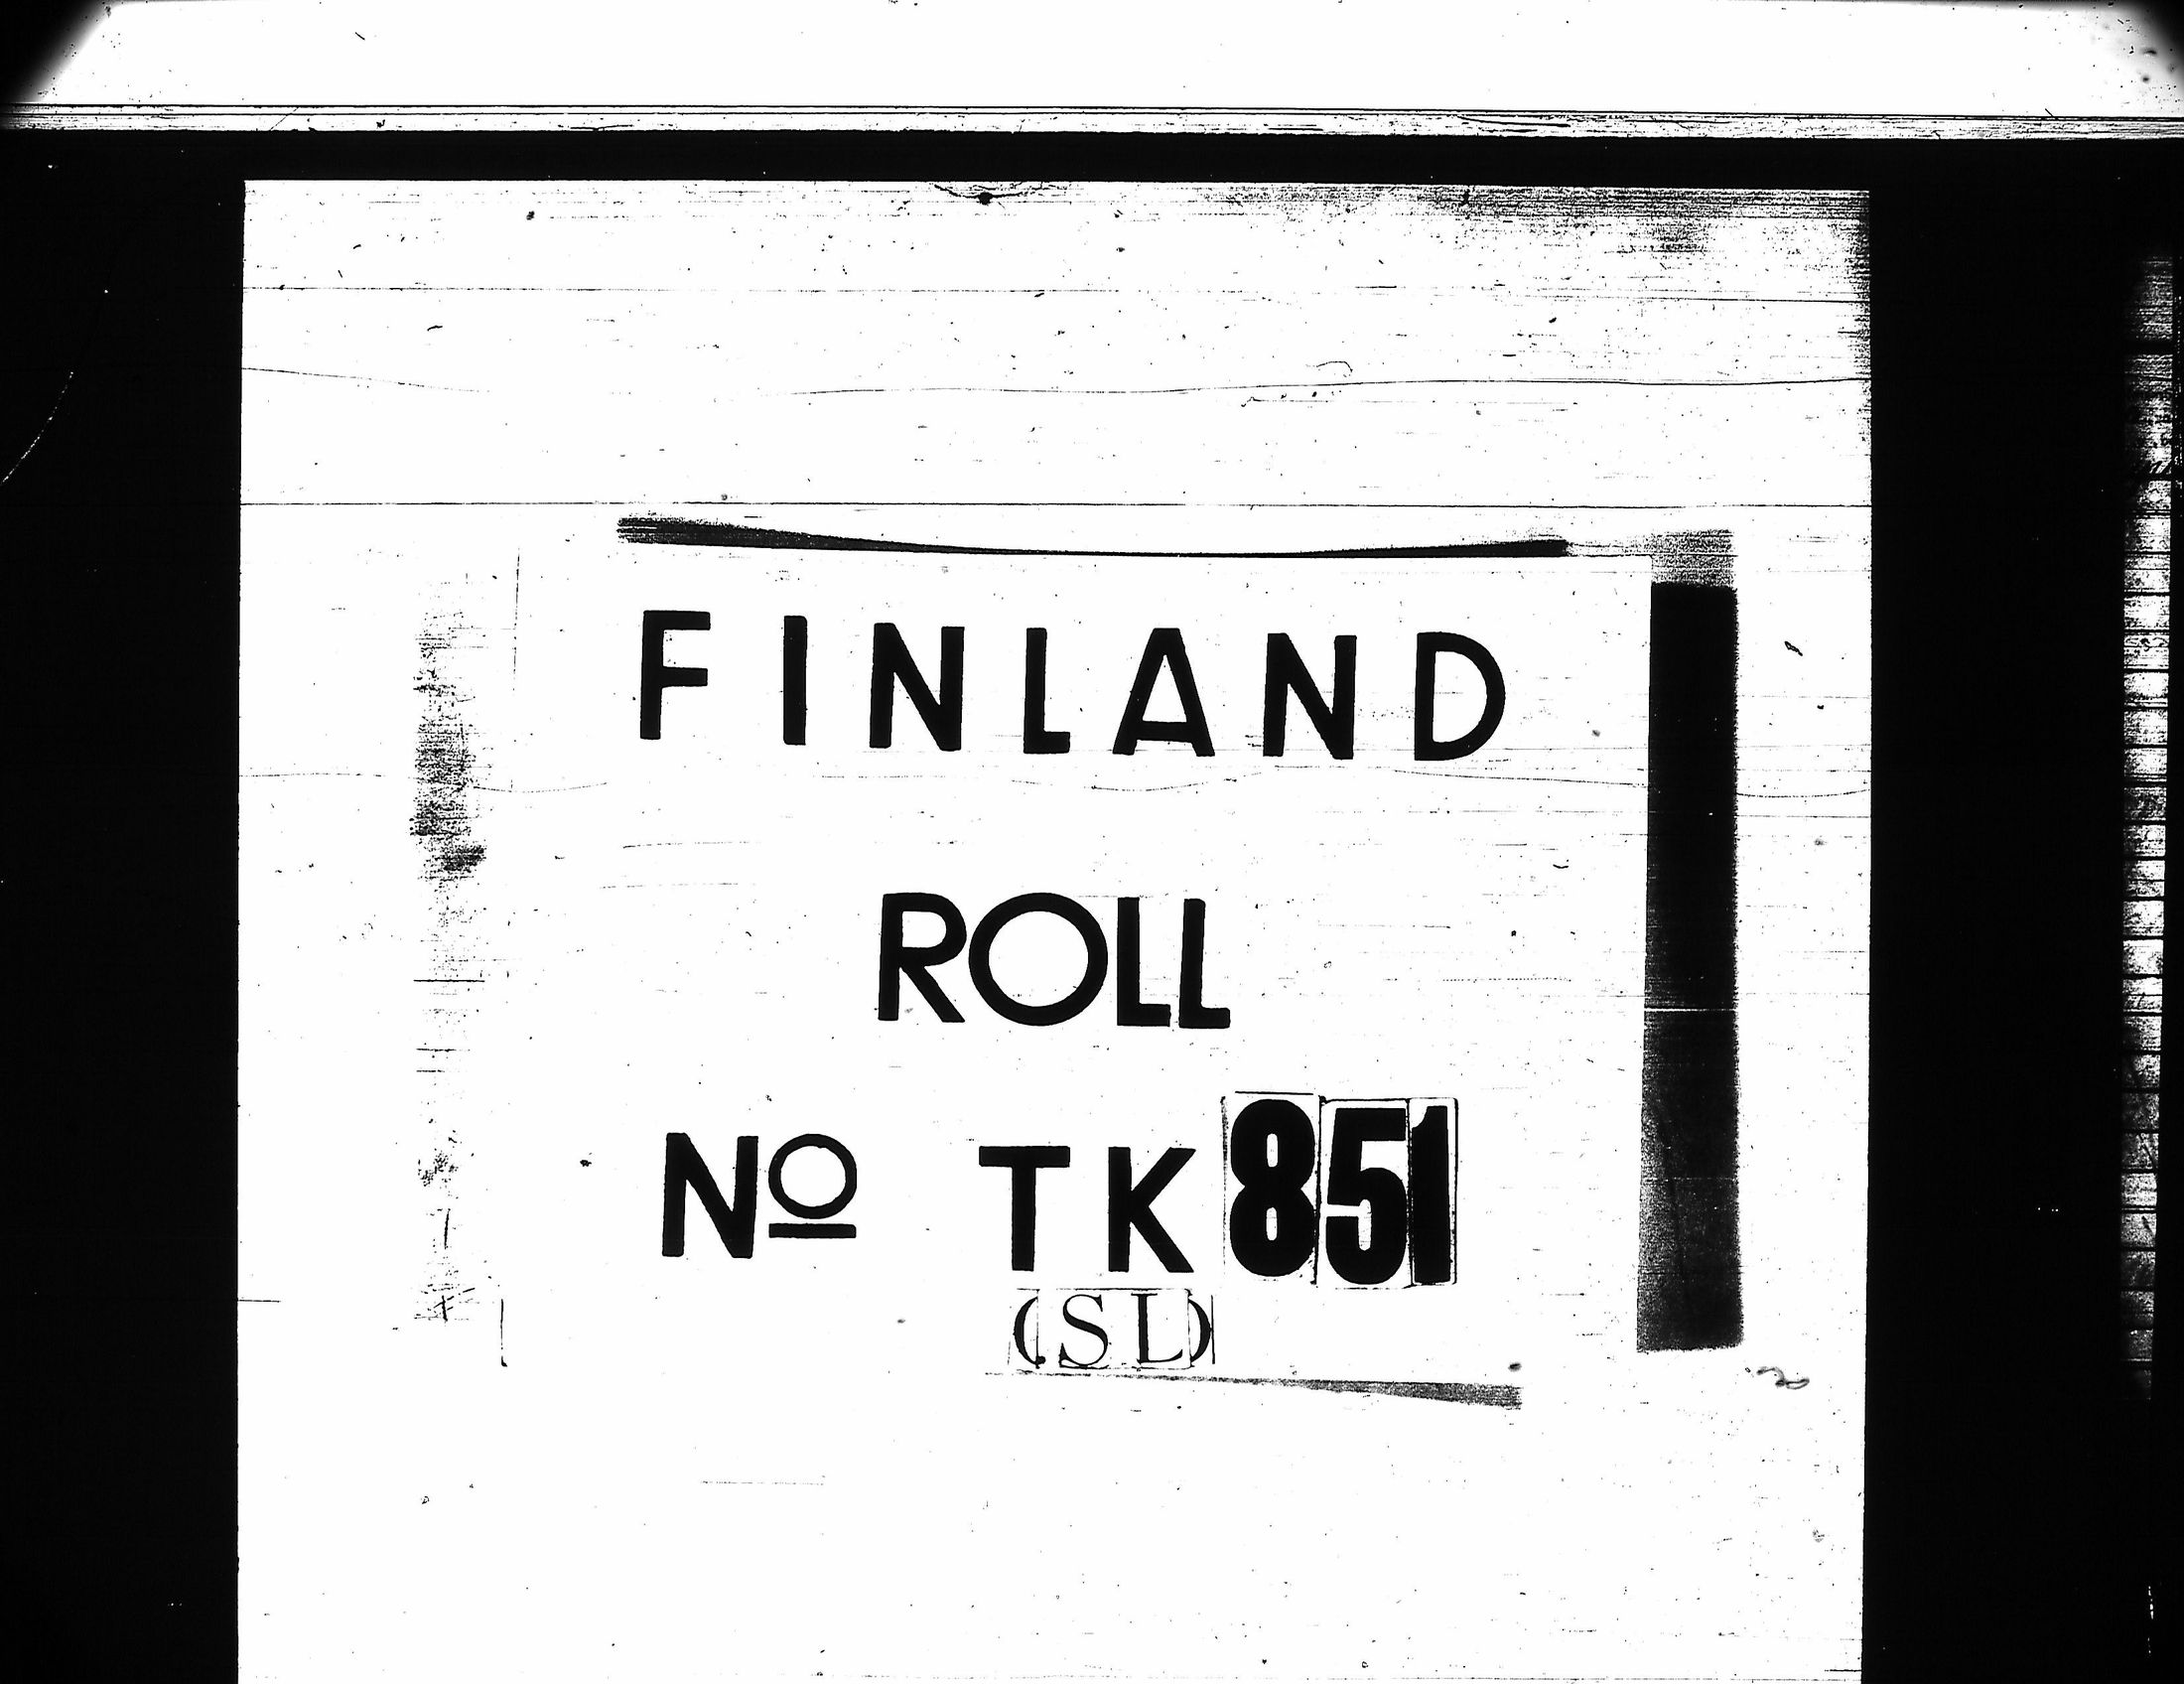 FINLAND
ROLL
Nº TK 851
(SL)